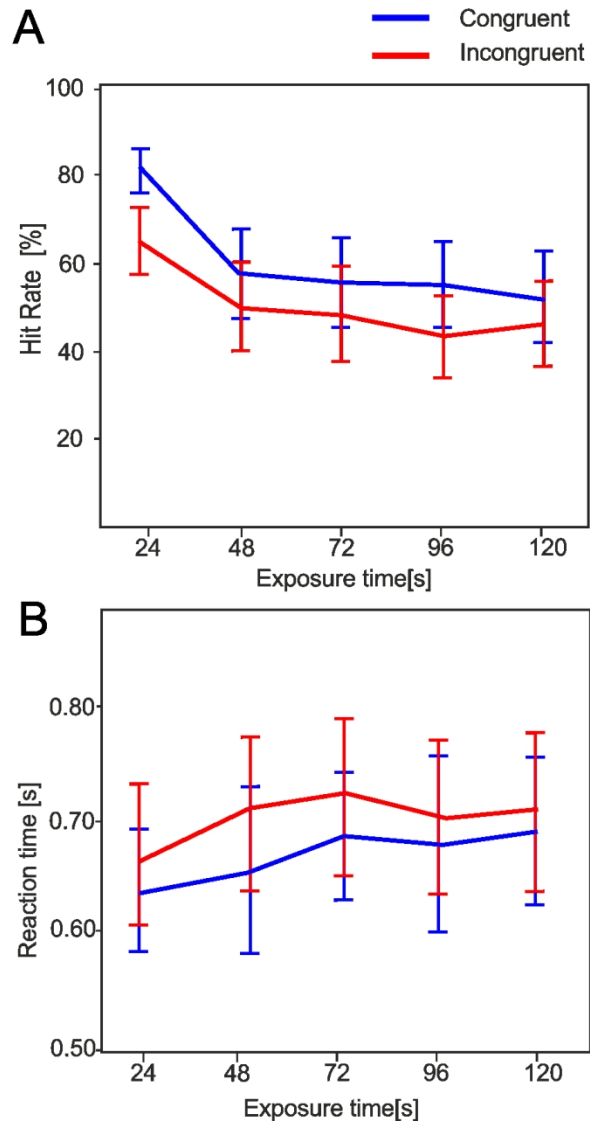 A
Congruent
Incongruent
100
80
60
40
20
Hit Rate [%]
24 48 72 96 120
Exposure time[s]
B
0.80
0.70
0.60
0.50
Reaction time [s]
24 48 72 96 120
Exposure time[s]